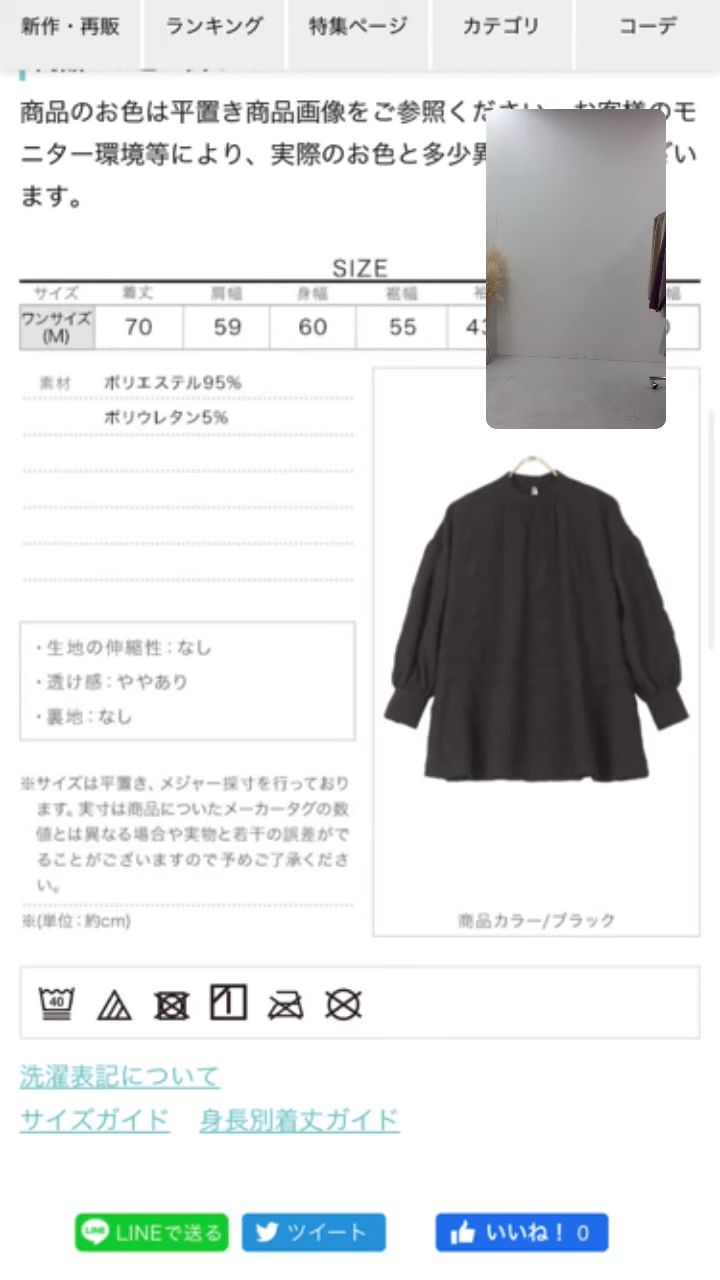 新作・再販 ランキング 特集ページ カテゴリ コーデ
商品のお色は平置き商品画像をご参照ください。お客様のモ
ニター環境等により、実際のお色と多少異 ざい
ます。
SIZE
サイズ 着丈 肩幅 身幅 裾幅
ワンサイズ(M) 70 59 60 55
素材 ポリエステル95%
ポリウレタン5%
・生地の伸縮性：なし
・透け感：ややあり
・裏地：なし
※サイズは平置き、メジャー採寸を行っており
ます。実寸は商品についたメーカータグの数
値とは異なる場合や実物と若干の誤差がで
ることがございますので予めご了承くださ
い。
※(単位：約cm)
商品カラー/ブラック
40
洗濯表記について
サイズガイド 身長別着丈ガイド
LINE LINEで送る ツイート いいね！ 0